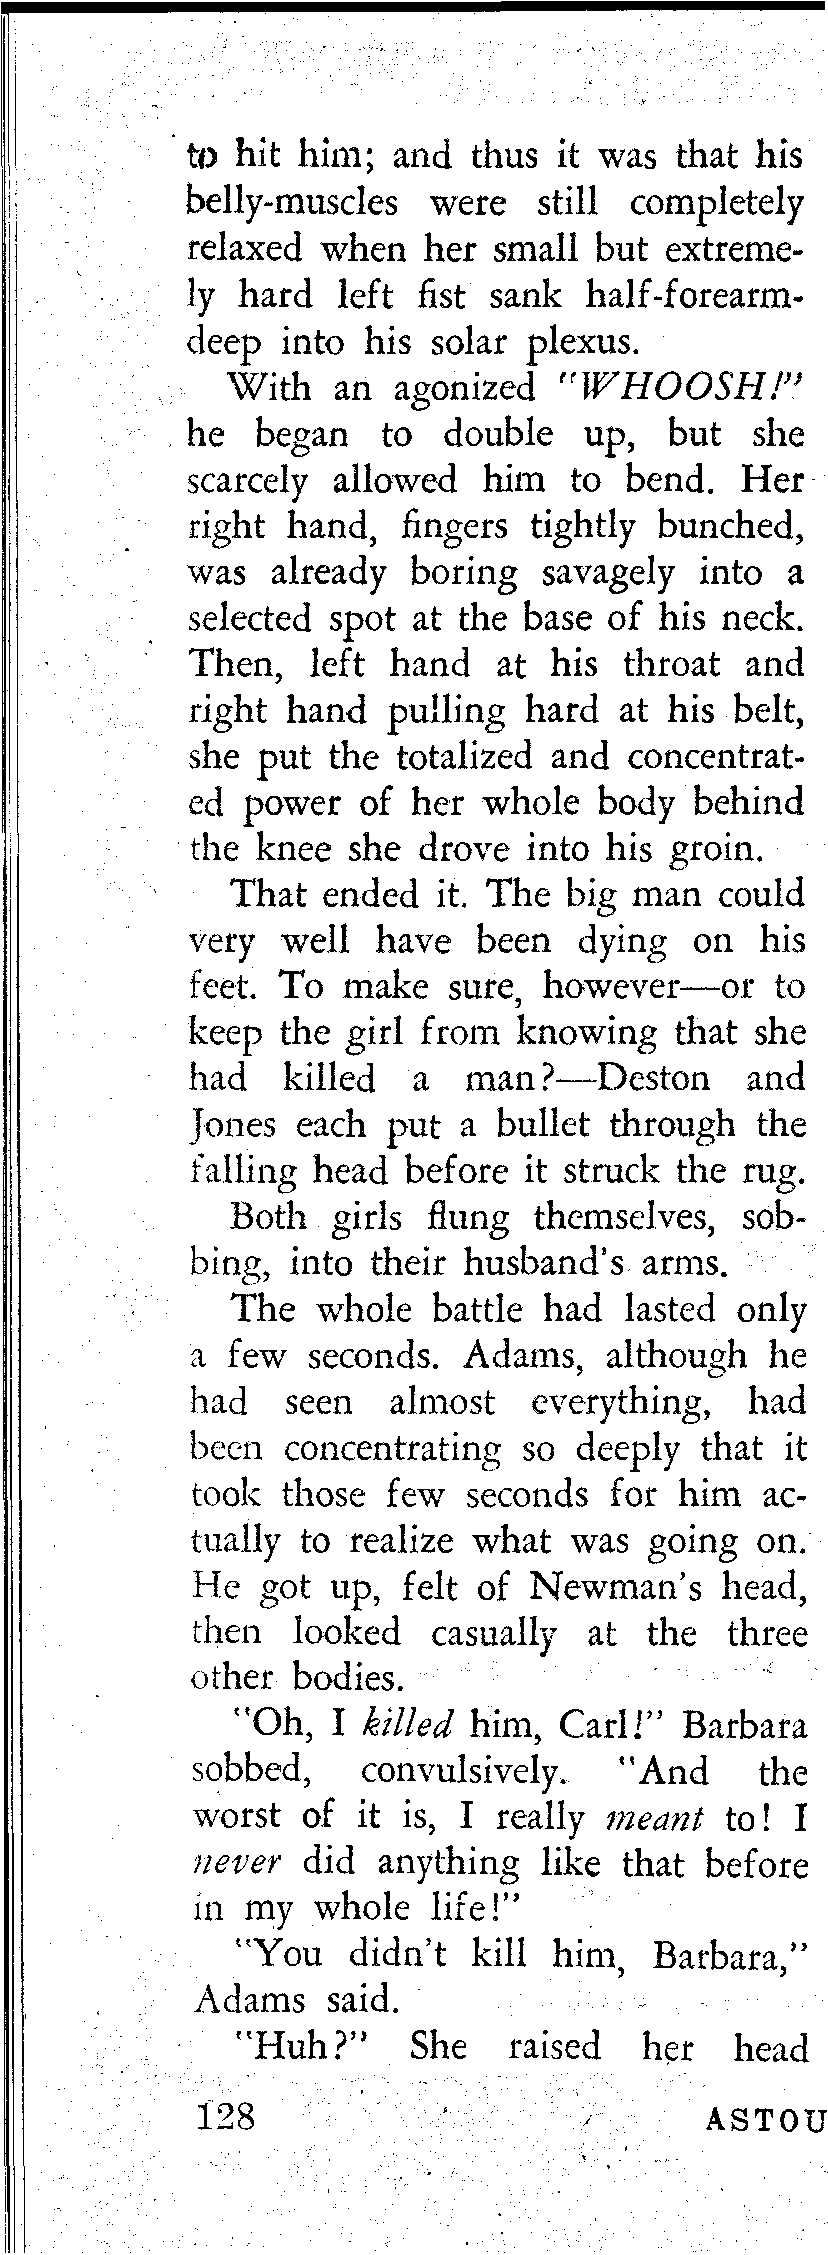 to hit him; and thus it was that his
belly-muscles were still completely
relaxed when her small but extreme-
ly hard left fist sank half-forearm-
deep into his solar plexus.
With an agonized "WHOOSH!"
he began to double up, but she
scarcely allowed him to bend. Her
right hand, fingers tightly bunched,
was already boring savagely into a
selected spot at the base of his neck.
Then, left hand at his throat and
right hand pulling hard at his belt,
she put the totalized and concentrat-
ed power of her whole body behind
the knee she drove into his groin.
That ended it. The big man could
very well have been dying on his
feet. To make sure, however—or to
keep the girl from knowing that she
had killed a man?—Deston and
Jones each put a bullet through the
falling head before it struck the rug.
Both girls flung themselves, sob-
bing, into their husband's arms.
The whole battle had lasted only
a few seconds. Adams, although he
had seen almost everything, had
been concentrating so deeply that it
took those few seconds for him ac-
tually to realize what was going on.
He got up, felt of Newman's head,
then looked casually at the three
other bodies.
"Oh, I killed him, Carl!" Barbara
sobbed, convulsively. "And the
worst of it is, I really meant to! I
never did anything like that before
in my whole life!"
"You didn't kill him, Barbara,"
Adams said.
"Huh?" She raised her head
128 ASTOU